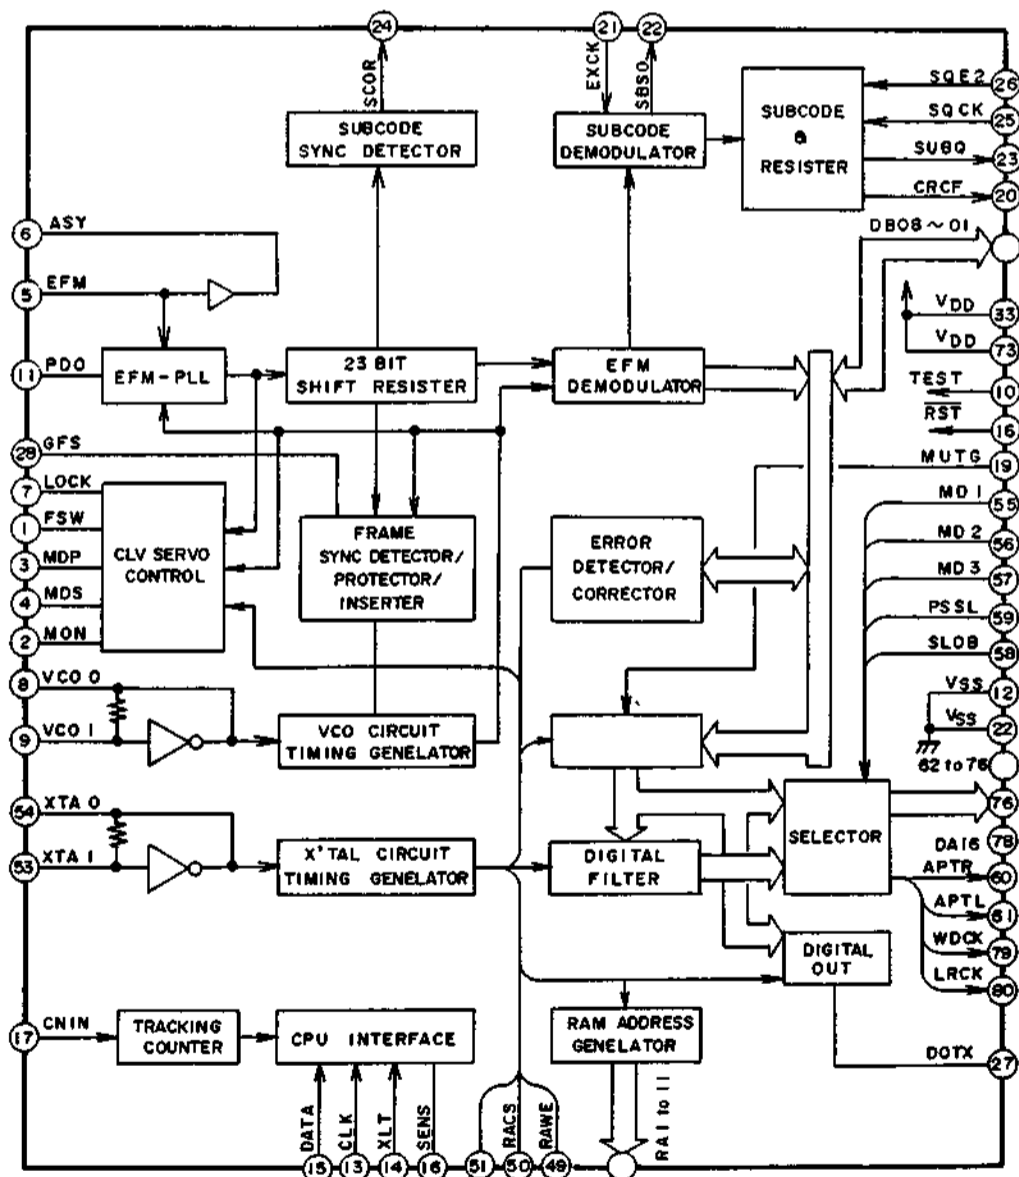 24
21
22
SCOR
EXCK
SBSO
SUBCODE
SYNC DETECTOR
SUBCODE
DEMODULATOR
SUBCODE
Q
RESISTER
SQE2
26
SQCK
25
SUBQ
23
CRCF
20
DB08~01
6
ASY
5
EFM
11
PDO
EFM-PLL
23 BIT
SHIFT RESISTER
EFM
DEMODULATOR
VDD
33
VDD
73
TEST
10
RST
16
MUTG
19
MD1
55
MD2
56
MD3
57
PSSL
59
SLOB
58
VSS
12
VSS
22
62 to 76
28
GFS
7
LOCK
1
FSW
3
MDP
4
MDS
2
MON
CLV SERVO
CONTROL
FRAME
SYNC DETECTOR/
PROTECTOR/
INSERTER
ERROR
DETECTOR/
CORRECTOR
8
VCO 0
9
VCO 1
VCO CIRCUIT
TIMING GENELATOR
54
XTA 0
53
XTA 1
X'TAL CIRCUIT
TIMING GENELATOR
DIGITAL
FILTER
SELECTOR
76
DA16
78
APTR
60
APTL
61
WDCK
79
LRCK
80
DIGITAL
OUT
17
CNIN
TRACKING
COUNTER
CPU INTERFACE
RAM ADDRESS
GENELATOR
DOTX
27
DATA
CLK
XLT
SENS
RACS
RAWE
RA1 to 11
15
13
14
16
51
50
49